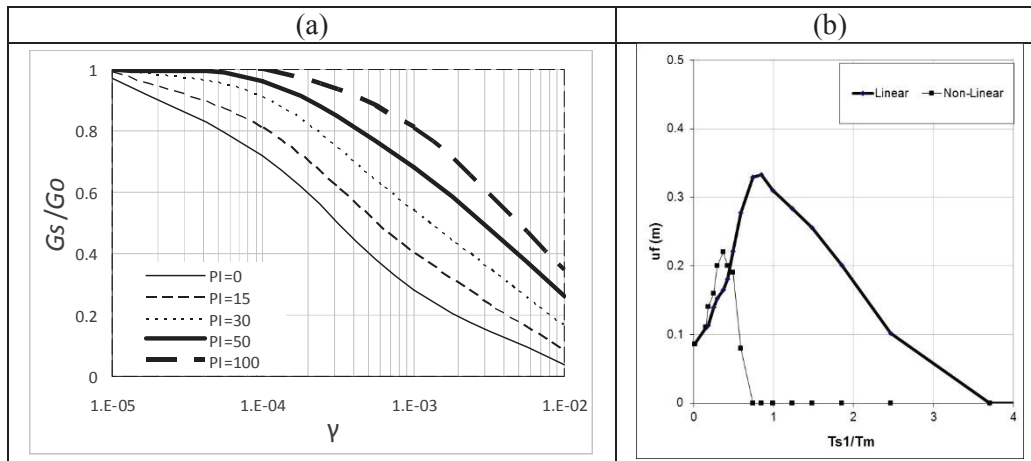 (a)
(b)
1
0.8
0.6
0.4
0.2
0
Gs/Go
PI=0
PI=15
PI=30
PI=50
PI=100
1.E-05
1.E-04
1.E-03
1.E-02
γ
0.5
0.4
0.3
0.2
0.1
0
uf (m)
Linear
Non-Linear
0
1
2
3
4
Ts1/Tm